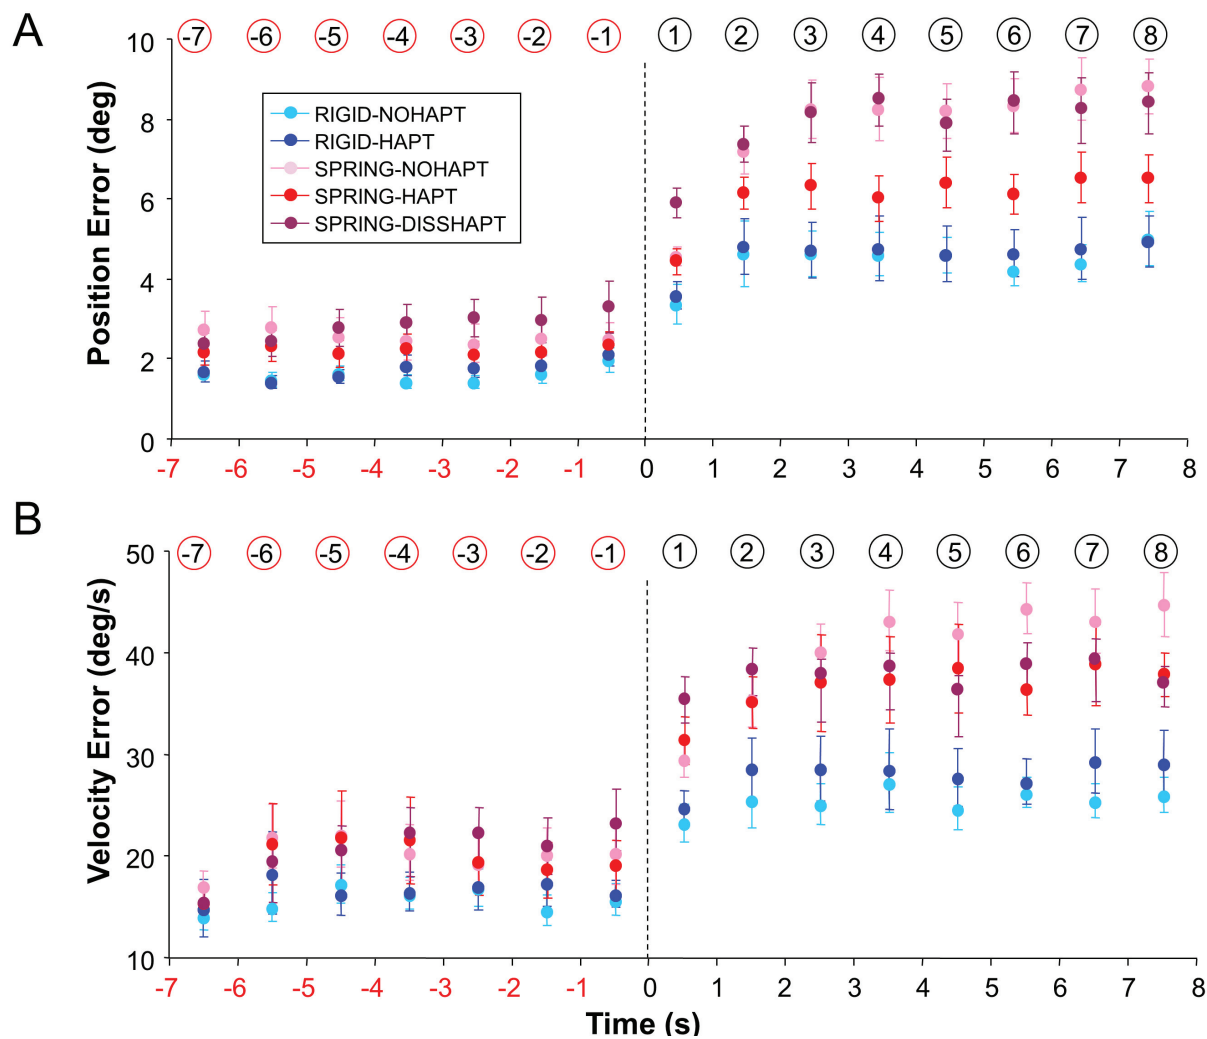 A
-7 -6 -5 -4 -3 -2 -1 1 2 3 4 5 6 7 8
10
8
6
4
2
0
Position Error (deg)
RIGID-NOHAPT
RIGID-HAPT
SPRING-NOHAPT
SPRING-HAPT
SPRING-DISSHAPT
-7 -6 -5 -4 -3 -2 -1 0 1 2 3 4 5 6 7 8
B
-7 -6 -5 -4 -3 -2 -1 1 2 3 4 5 6 7 8
50
40
30
20
10
Velocity Error (deg/s)
-7 -6 -5 -4 -3 -2 -1 0 1 2 3 4 5 6 7 8
Time (s)